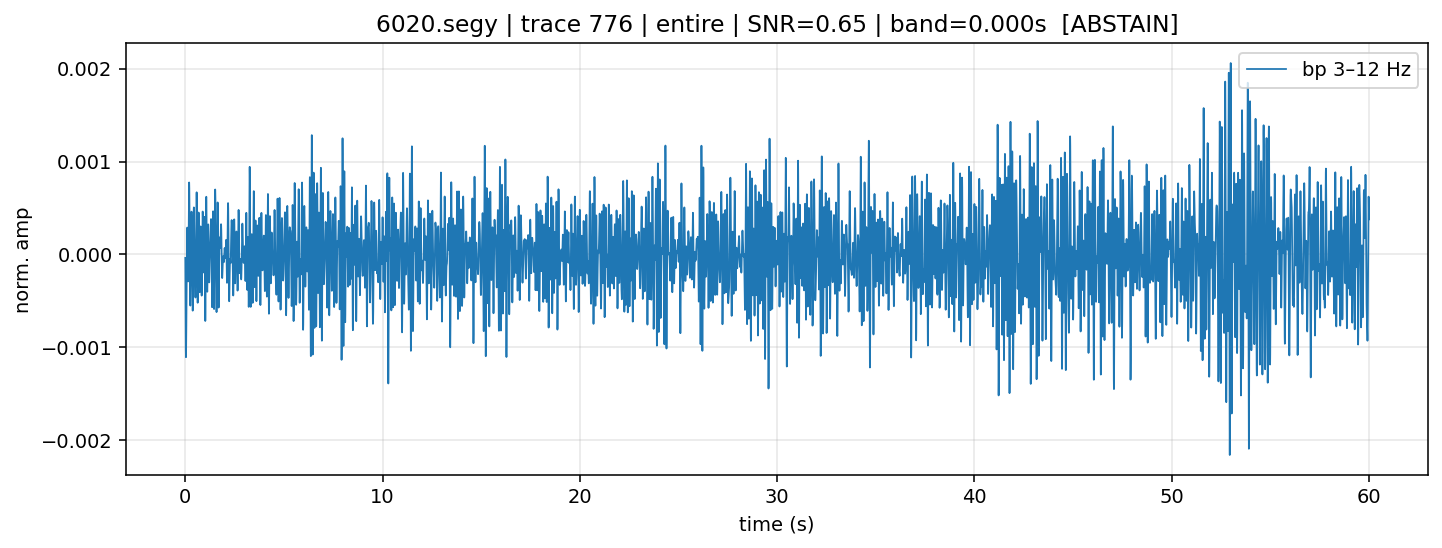 6020.segy | trace 776 | entire | SNR=0.65 | band=0.000s [ABSTAIN]
bp 3–12 Hz
norm. amp
0.002
0.001
0.000
−0.001
−0.002
0 10 20 30 40 50 60
time (s)